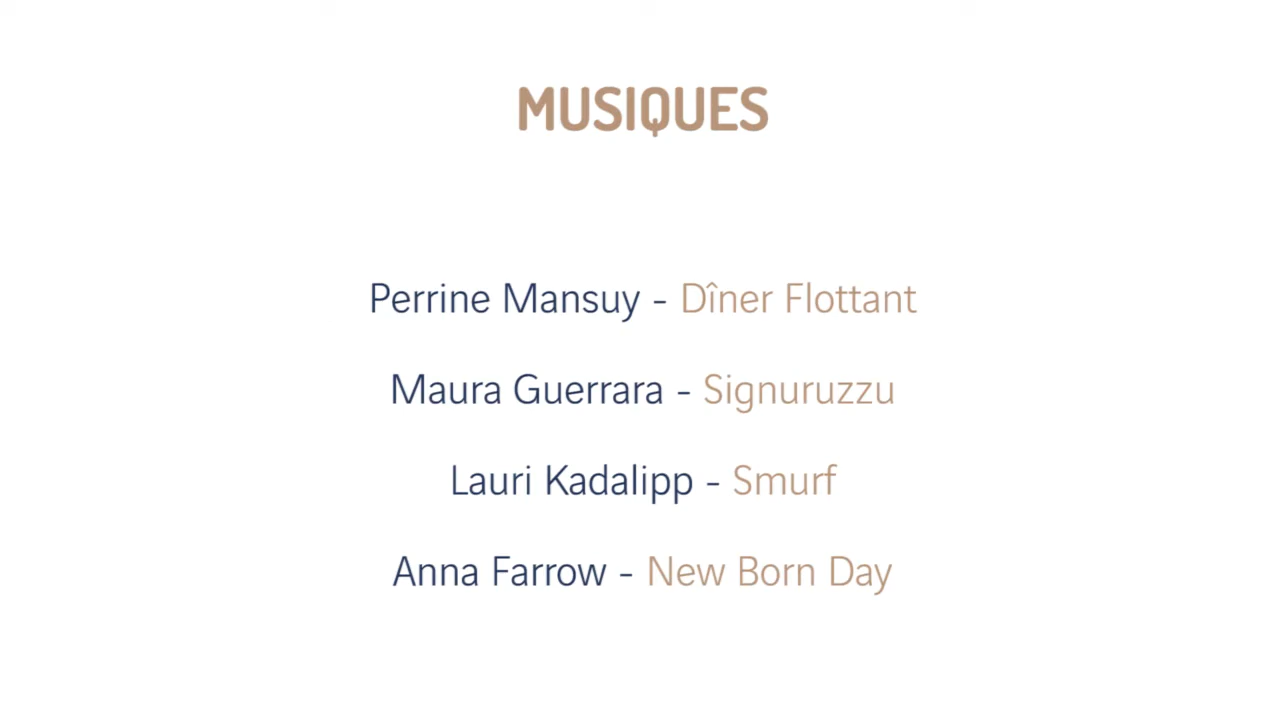 MUSIQUES
Perrine Mansuy - Dîner Flottant
Maura Guerrara - Signuruzzu
Lauri Kadalipp - Smurf
Anna Farrow - New Born Day